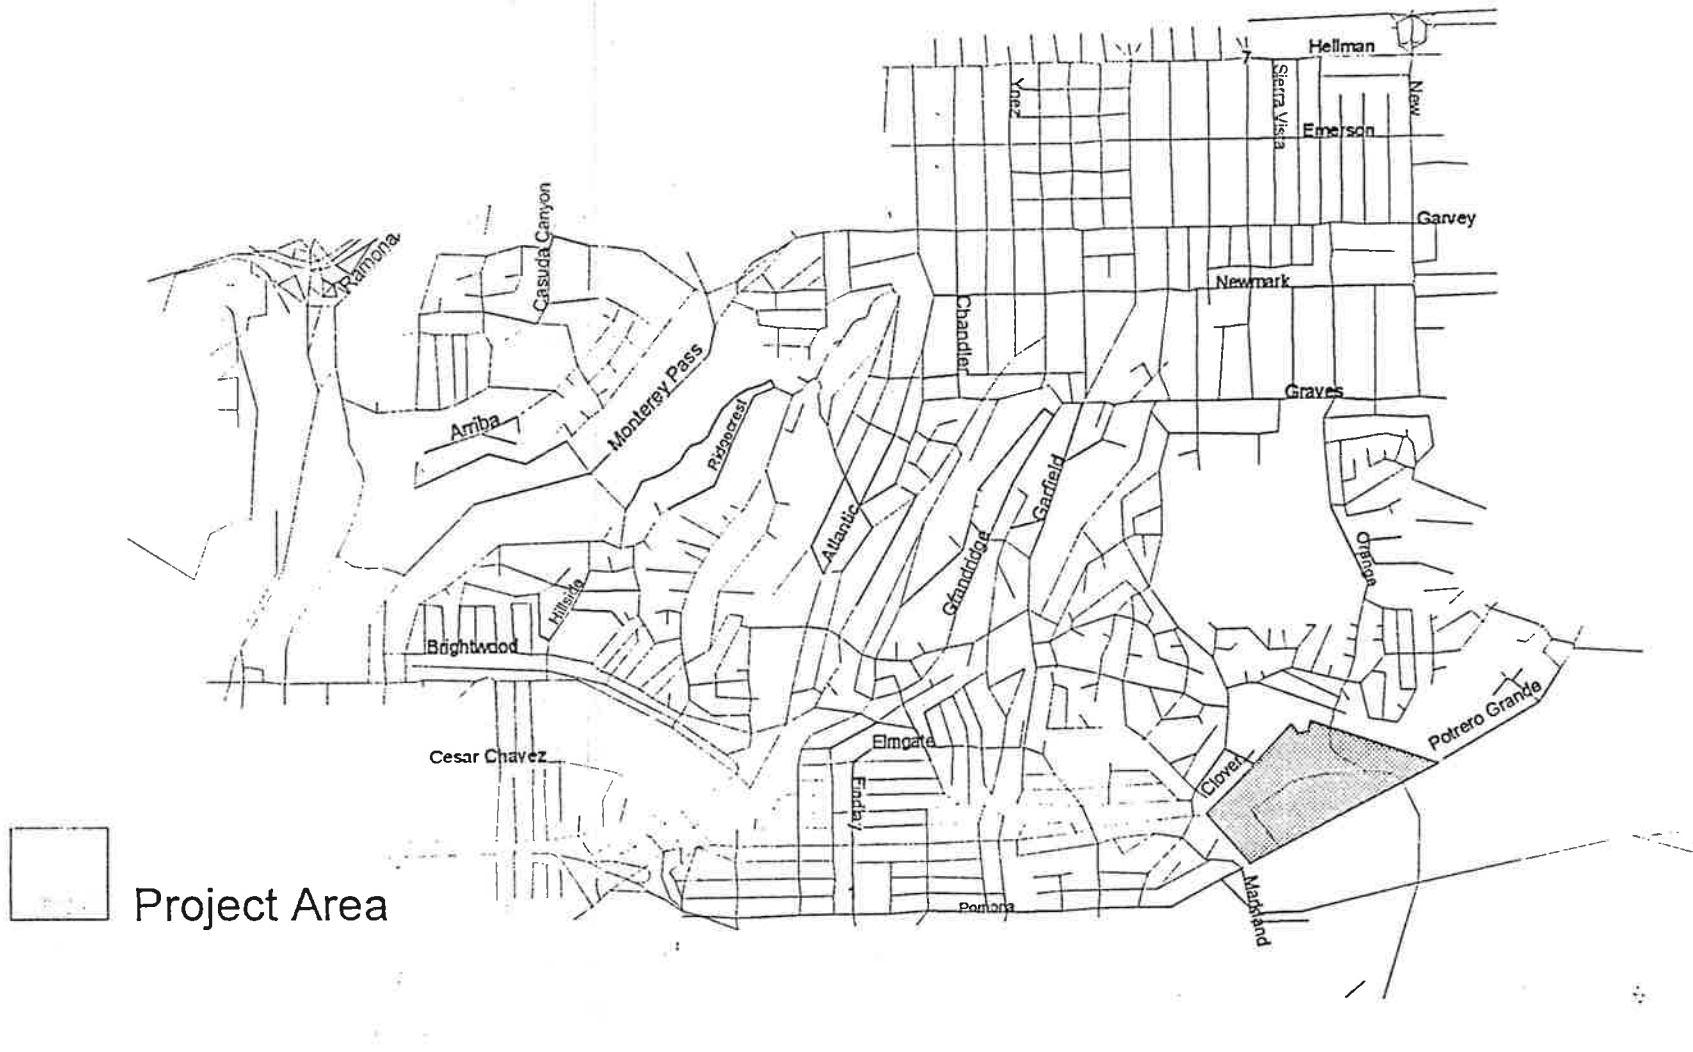 Hellman
7
Ynez
Sierra Vista
New
Emerson
Casuda Canyon
Garvey
Ramona
Newmark
Chandler
Monterey Pass
Graves
Arriba
Ridgecrest
Garfield
Atlantic
Orange
Grandridge
Hillside
Brightwood
Potrero Grande
Elmgate
Cesar Chavez
Clover
Findlay
Project Area
Pomona
Markland